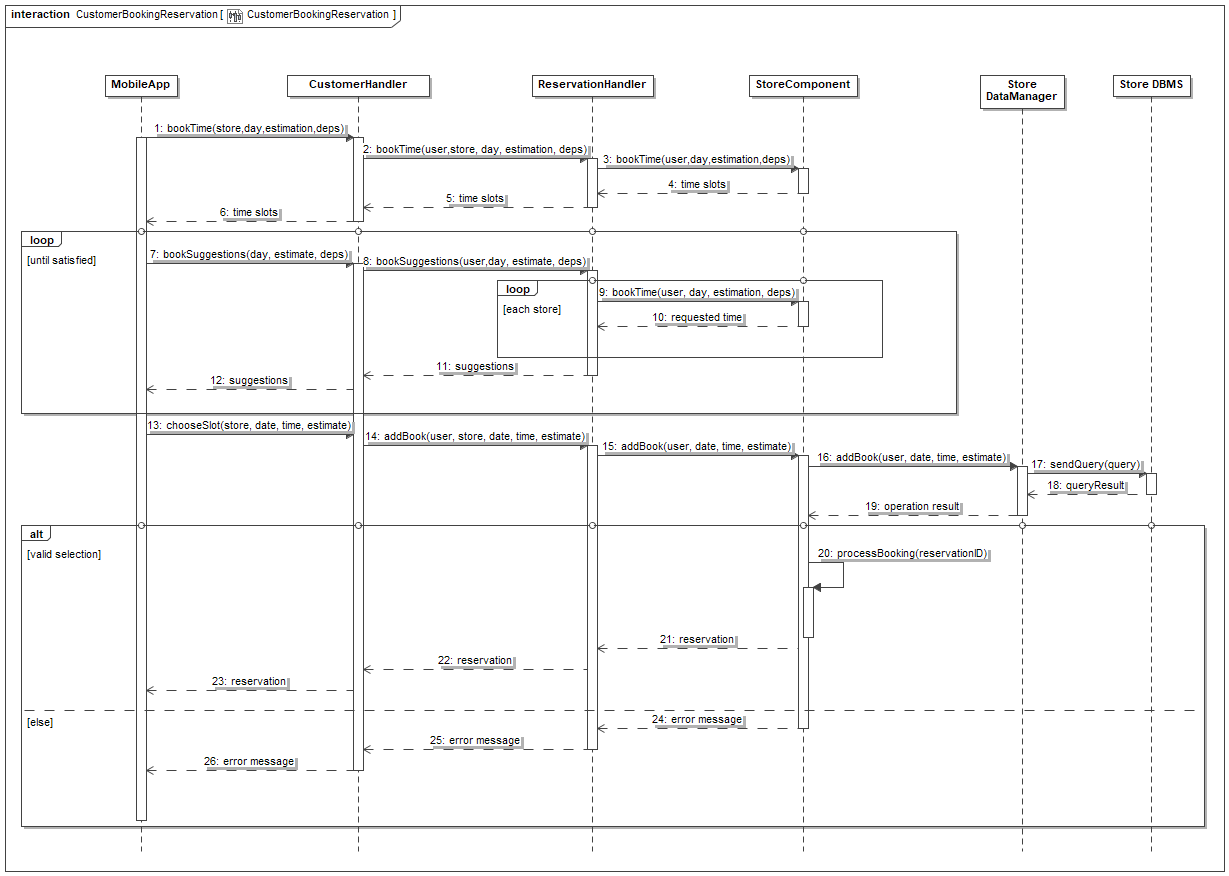 interaction CustomerBookingReservation [ CustomerBookingReservation ]
MobileApp
CustomerHandler
ReservationHandler
StoreComponent
Store
DataManager
Store DBMS
1: bookTime(store,day,estimation,deps)
2: bookTime(user,store, day, estimation, deps)
3: bookTime(user,day,estimation,deps)
4: time slots
5: time slots
6: time slots
loop
[until satisfied]
7: bookSuggestions(day, estimate, deps)
8: bookSuggestions(user,day, estimate, deps)
loop
[each store]
9: bookTime(user, day, estimation, deps)
10: requested time
11: suggestions
12: suggestions
13: chooseSlot(store, date, time, estimate)
14: addBook(user, store, date, time, estimate)
15: addBook(user, date, time, estimate)
16: addBook(user, date, time, estimate)
17: sendQuery(query)
18: queryResult
19: operation result
alt
[valid selection]
20: processBooking(reservationID)
21: reservation
22: reservation
23: reservation
[else]
24: error message
25: error message
26: error message